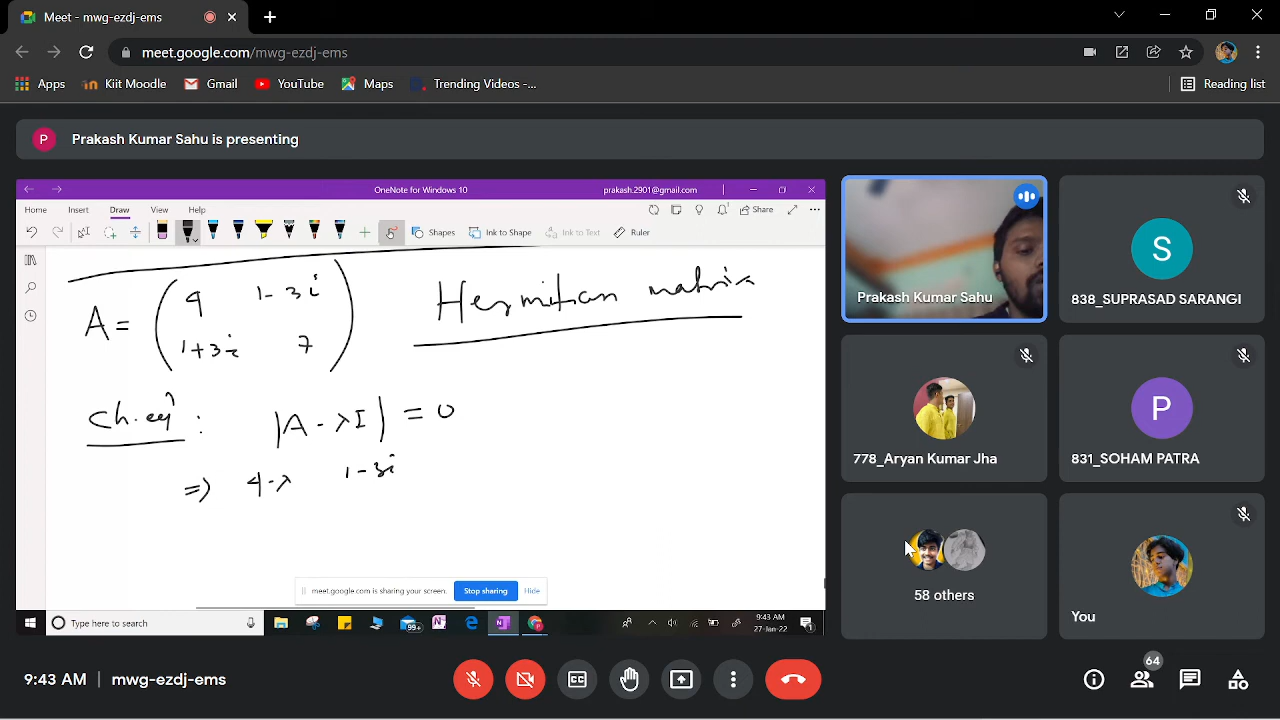 Meet - mwg-ezdj-ems
meet.google.com/mwg-ezdj-ems
Apps Kiit Moodle Gmail YouTube Maps Trending Videos -... Reading list
P Prakash Kumar Sahu is presenting
OneNote for Windows 10 prakash.2901@gmail.com
Home Insert Draw View Help Share
Shapes Ink to Shape Ink to Text Ruler
A = ( 4 1-3i
1+3i 7 )
Hermitian matrix
Ch. eqⁿ : |A - λI| = 0
=> 4-λ 1-3i
meet.google.com is sharing your screen. Stop sharing Hide
Type here to search 99+ 9:43 AM
27-Jan-22
1
Prakash Kumar Sahu
S
838_SUPRASAD SARANGI
778_Aryan Kumar Jha
P
831_SOHAM PATRA
58 others
You
9:43 AM | mwg-ezdj-ems
64